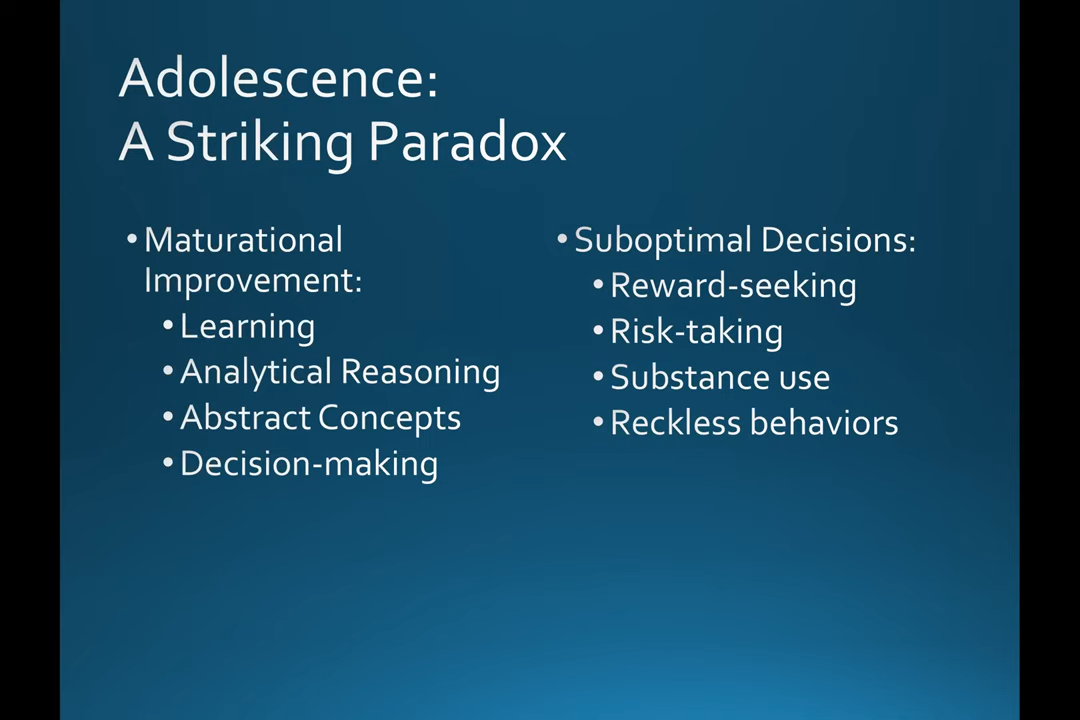 Adolescence:
A Striking Paradox
• Maturational
Improvement:
• Learning
• Analytical Reasoning
• Abstract Concepts
• Decision-making
• Suboptimal Decisions:
• Reward-seeking
• Risk-taking
• Substance use
• Reckless behaviors